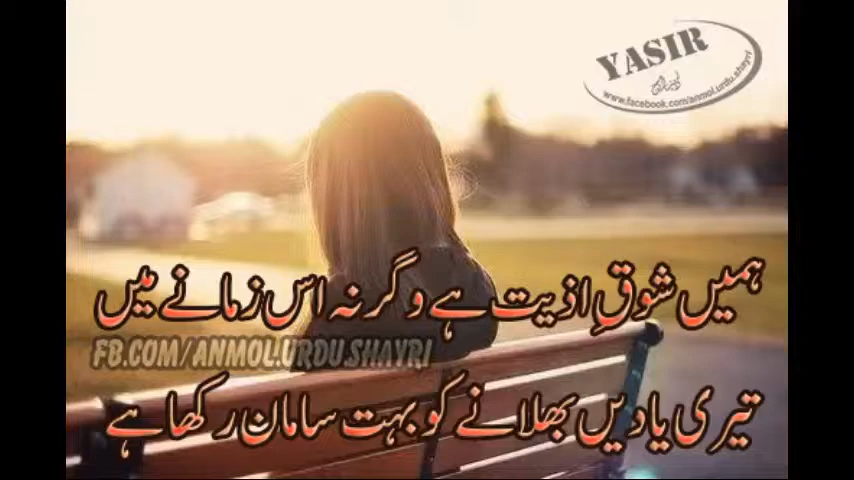 YASIR
www.facebook.com/anmol.urdu.shayri
ہمیں شوقِ اذیت ہے وگرنہ اس زمانے میں
FB.COM/ANMOL.URDU.SHAYRI
تیری یادیں بھلانے کو بہت سامان رکھا ہے